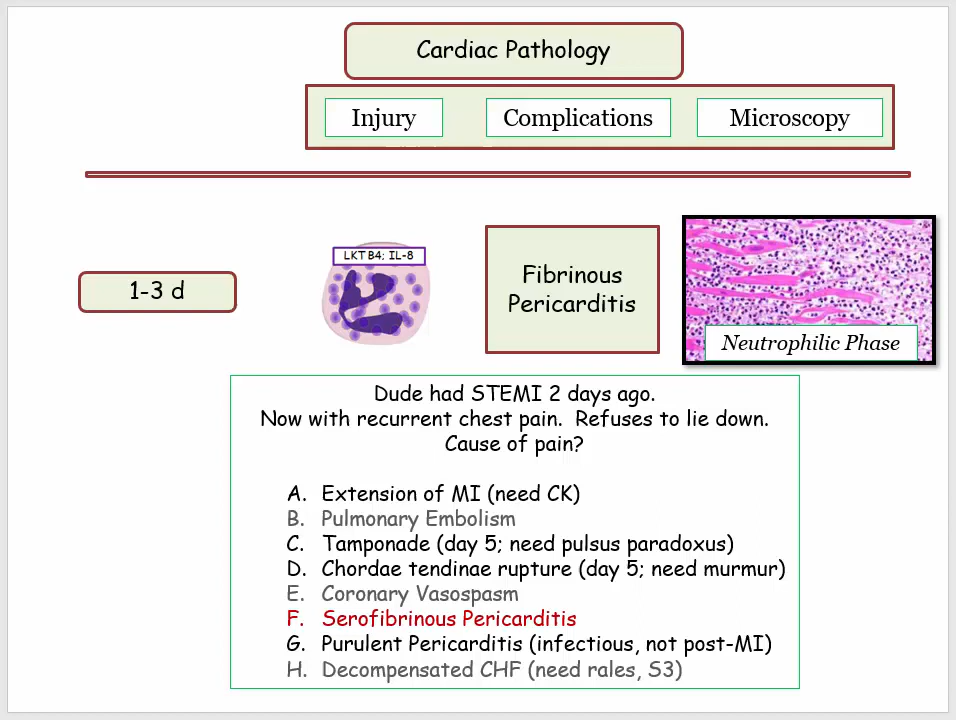 Cardiac Pathology
Injury
Complications
Microscopy
1-3 d
LKT B4; IL-8
Fibrinous
Pericarditis
Neutrophilic Phase
Dude had STEMI 2 days ago.
Now with recurrent chest pain. Refuses to lie down.
Cause of pain?
A. Extension of MI (need CK)
B. Pulmonary Embolism
C. Tamponade (day 5; need pulsus paradoxus)
D. Chordae tendinae rupture (day 5; need murmur)
E. Coronary Vasospasm
F. Serofibrinous Pericarditis
G. Purulent Pericarditis (infectious, not post-MI)
H. Decompensated CHF (need rales, S3)